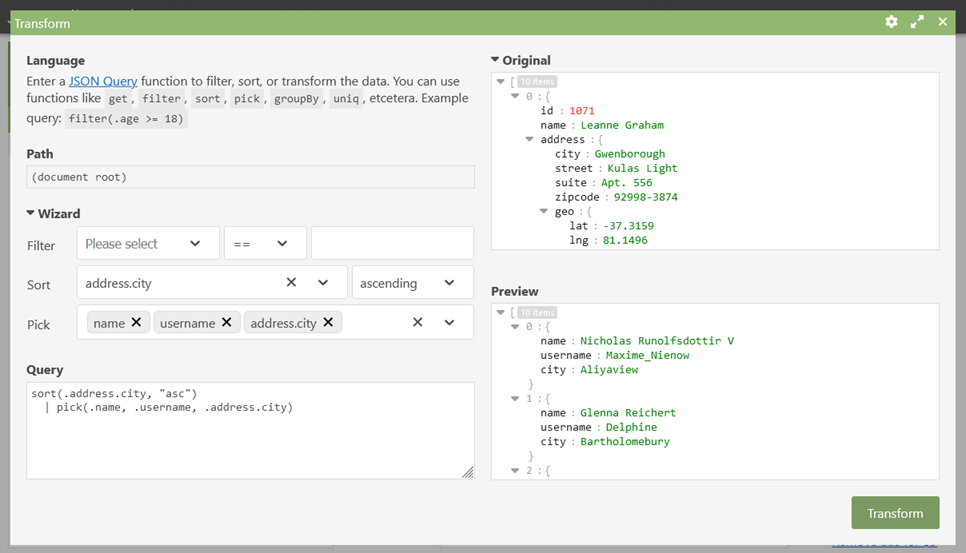 Transform
Language
Enter a JSON Query function to filter, sort, or transform the data. You can use
functions like get, filter, sort, pick, groupBy, uniq, etcetera. Example
query: filter(.age >= 18)
Path
(document root)
Wizard
Filter Please select ==
Sort address.city ascending
Pick name username address.city
Query
sort(.address.city, "asc")
| pick(.name, .username, .address.city)
Original
[ 10 items
0 : {
id : 1071
name : Leanne Graham
address : {
city : Gwenborough
street : Kulas Light
suite : Apt. 556
zipcode : 92998-3874
geo : {
lat : -37.3159
lng : 81.1496
Preview
[ 10 items
0 : {
name : Nicholas Runolfsdottir V
username : Maxime_Nienow
city : Aliyaview
}
1 : {
name : Glenna Reichert
username : Delphine
city : Bartholomebury
}
2 : {
Transform